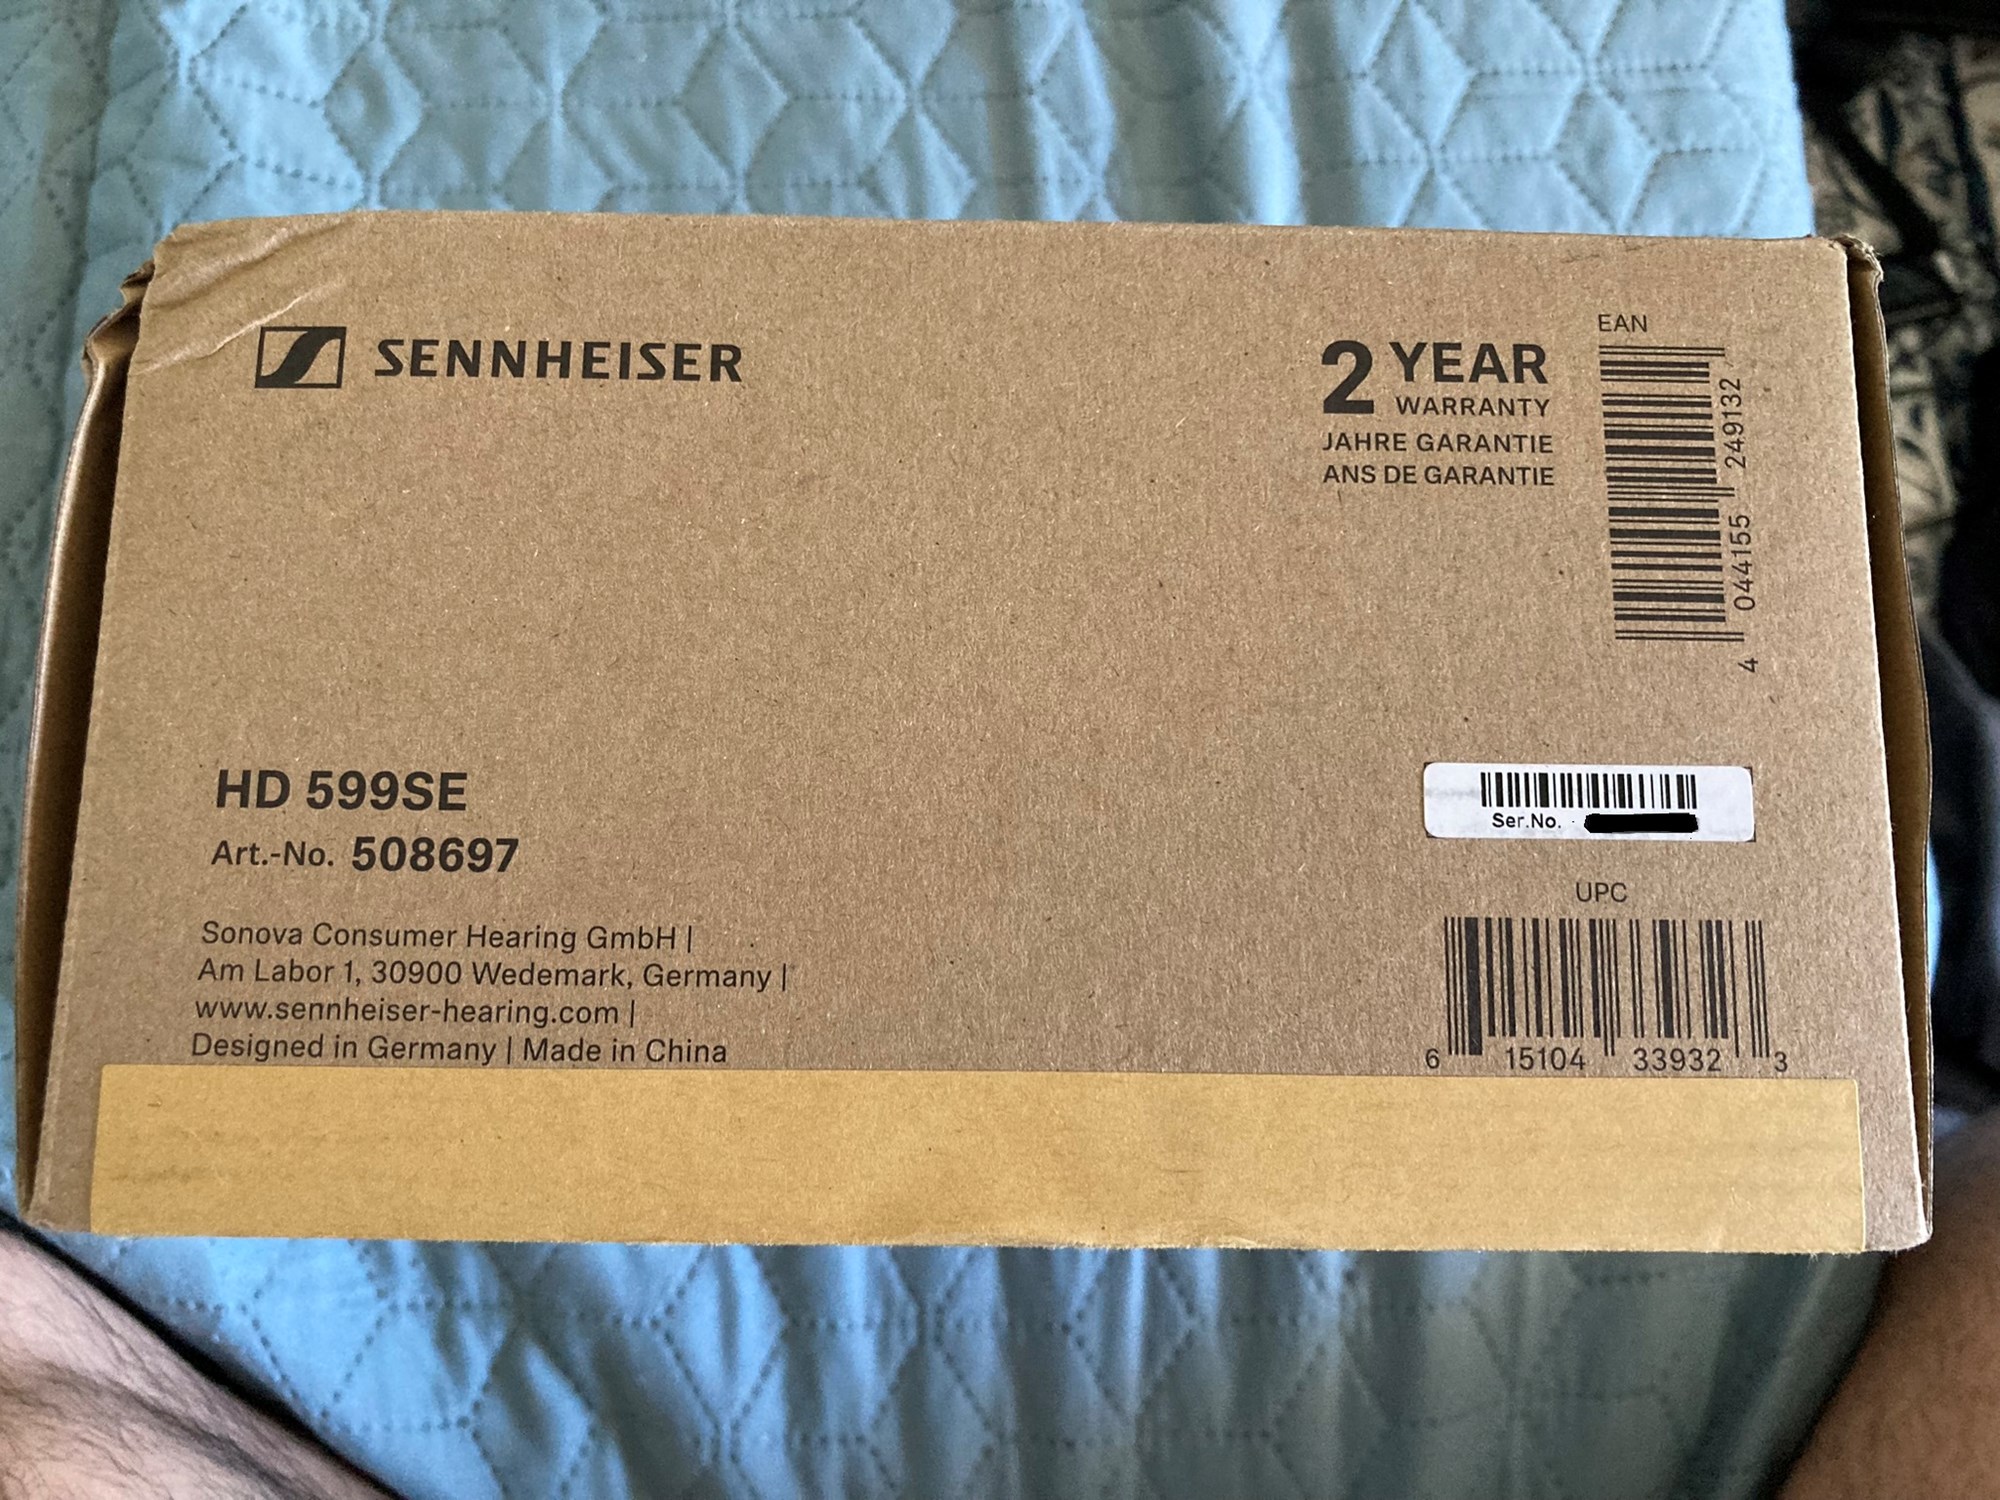 SENNHEISER
2 YEAR
WARRANTY
JAHRE GARANTIE
ANS DE GARANTIE
EAN
4 044155 249132
HD 599SE
Art.-No. 508697
Ser.No.
Sonova Consumer Hearing GmbH |
Am Labor 1, 30900 Wedemark, Germany |
www.sennheiser-hearing.com |
Designed in Germany | Made in China
UPC
6 15104 33932 3